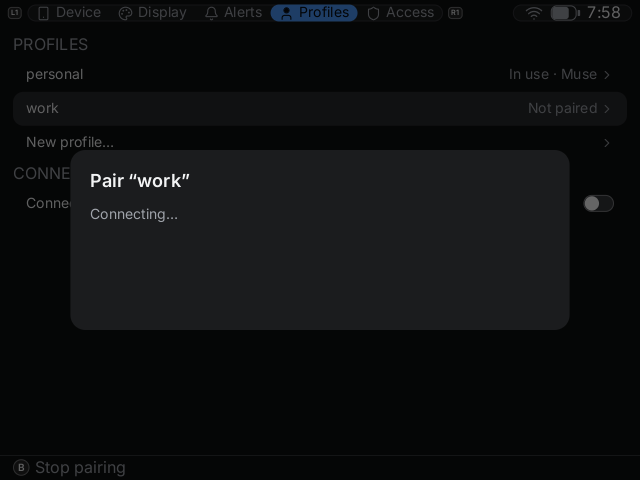 L1 Device Display Alerts Profiles Access R1 7:58
PROFILES
personal In use · Muse
work Not paired
New profile...
CONNE
Connec
Pair “work”
Connecting...
B Stop pairing